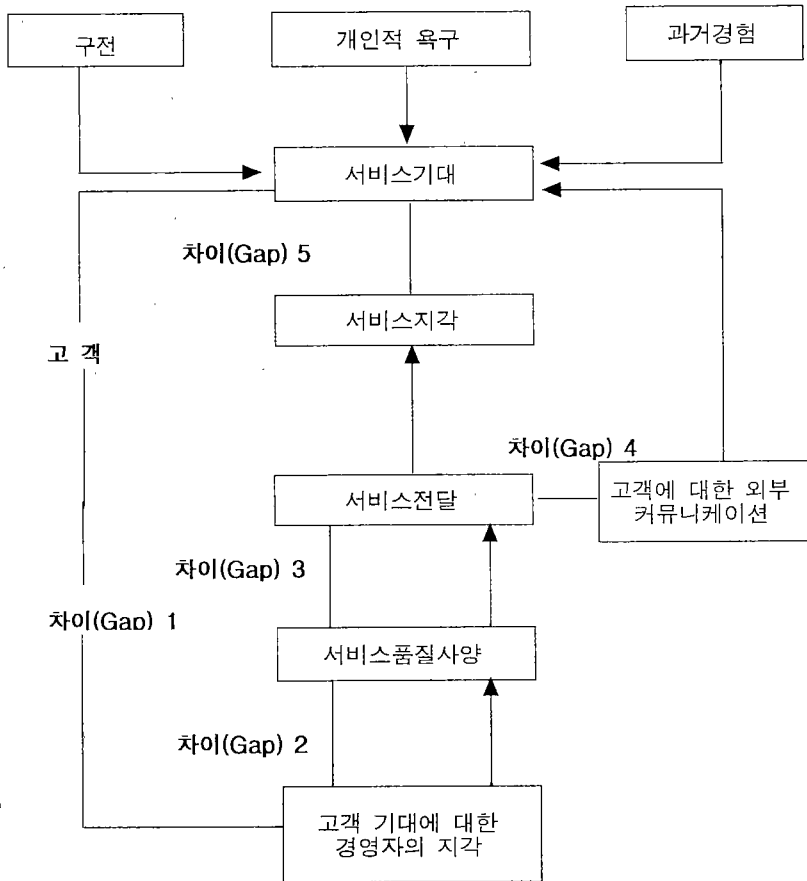 구전
개인적 욕구
과거경험
서비스기대
차이(Gap) 5
서비스지각
고 객
차이(Gap) 4
서비스전달
고객에 대한 외부
커뮤니케이션
차이(Gap) 3
차이(Gap) 1
서비스품질사양
차이(Gap) 2
고객 기대에 대한
경영자의 지각